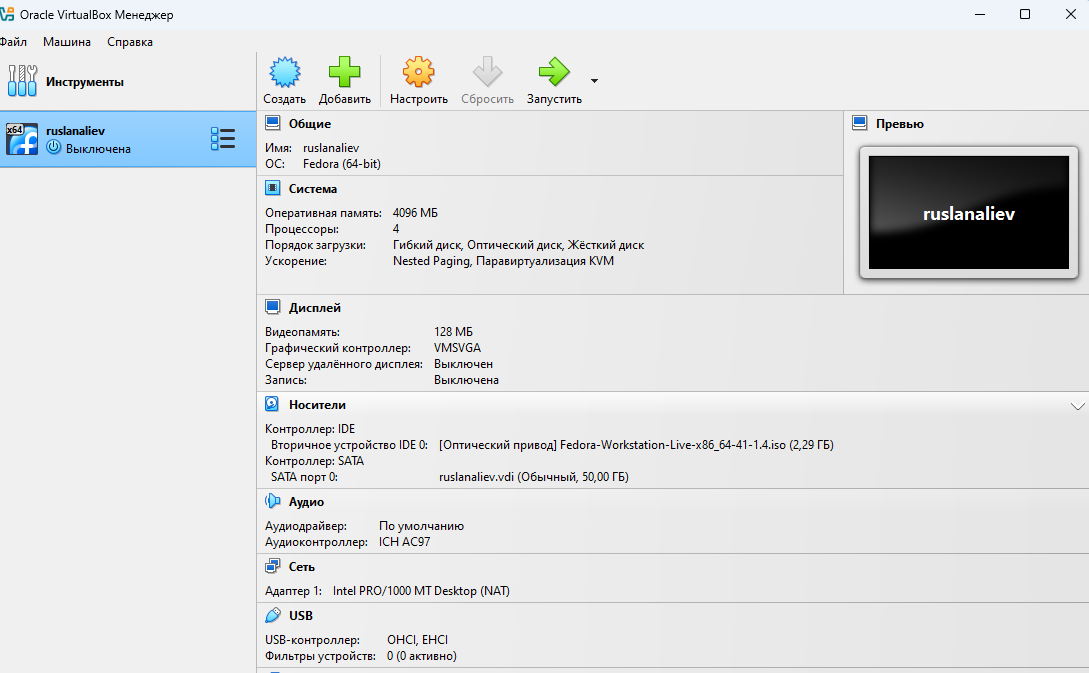 Oracle VirtualBox Менеджер
Файл Машина Справка
Инструменты
Создать Добавить Настроить Сбросить Запустить
x64
ruslanaliev
Выключена
Общие
Имя: ruslanaliev
ОС: Fedora (64-bit)
Превью
ruslanaliev
Система
Оперативная память: 4096 МБ
Процессоры: 4
Порядок загрузки: Гибкий диск, Оптический диск, Жёсткий диск
Ускорение: Nested Paging, Паравиртуализация KVM
Дисплей
Видеопамять: 128 МБ
Графический контроллер: VMSVGA
Сервер удалённого дисплея: Выключен
Запись: Выключена
Носители
Контроллер: IDE
Вторичное устройство IDE 0: [Оптический привод] Fedora-Workstation-Live-x86_64-41-1.4.iso (2,29 ГБ)
Контроллер: SATA
SATA порт 0: ruslanaliev.vdi (Обычный, 50,00 ГБ)
Аудио
Аудиодрайвер: По умолчанию
Аудиоконтроллер: ICH AC97
Сеть
Адаптер 1: Intel PRO/1000 MT Desktop (NAT)
USB
USB-контроллер: OHCI, EHCI
Фильтры устройств: 0 (0 активно)